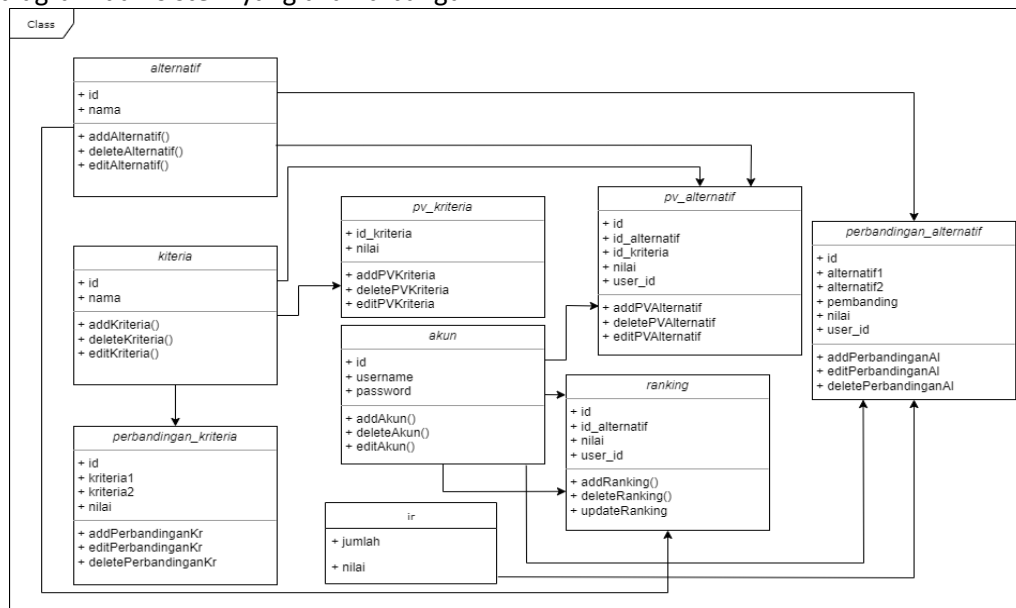 Class
alternatif
+ id
+ nama
+ addAlternatif()
+ deleteAlternatif()
+ editAlternatif()
kiteria
+ id
+ nama
+ addKriteria()
+ deleteKriteria()
+ editKriteria()
perbandingan_kriteria
+ id
+ kriteria1
+ kriteria2
+ nilai
+ addPerbandinganKr
+ editPerbandinganKr
+ deletePerbandinganKr
pv_kriteria
+ id_kriteria
+ nilai
+ addPVKriteria
+ deletePVKriteria
+ editPVKriteria
akun
+ id
+ username
+ password
+ addAkun()
+ deleteAkun()
+ editAkun()
ir
+ jumlah
+ nilai
pv_alternatif
+ id
+ id_alternatif
+ id_kriteria
+ nilai
+ user_id
+ addPVAlternatif
+ deletePVAlternatif
+ editPVAlternatif
ranking
+ id
+ id_alternatif
+ nilai
+ user_id
+ addRanking()
+ deleteRanking()
+ updateRanking
perbandingan_alternatif
+ id
+ alternatif1
+ alternatif2
+ pembanding
+ nilai
+ user_id
+ addPerbandinganAl
+ editPerbandinganAl
+ deletePerbandinganAl